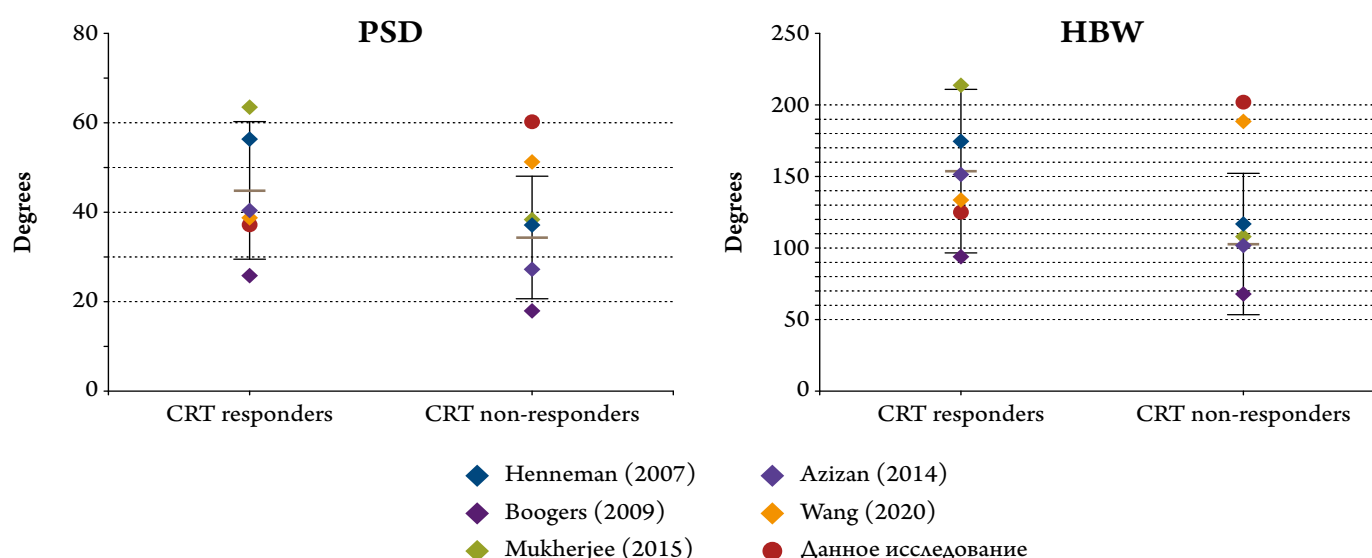 PSD
80
60
40
20
0
Degrees
CRT responders
CRT non-responders
HBW
250
200
150
100
50
0
Degrees
CRT responders
CRT non-responders
Henneman (2007)
Azizan (2014)
Boogers (2009)
Wang (2020)
Mukherjee (2015)
Данное исследование